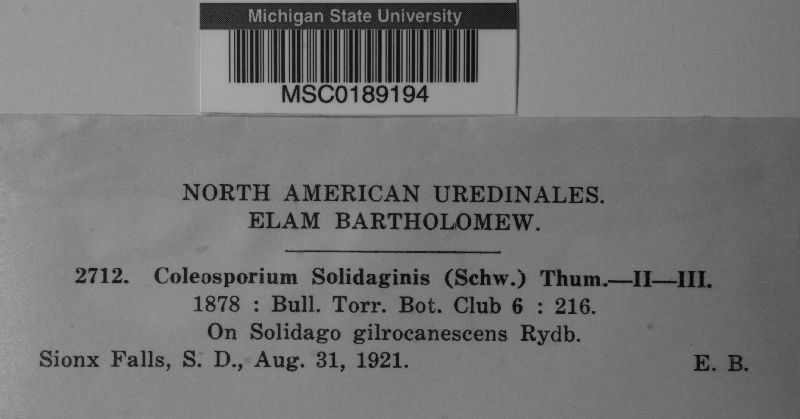 Michigan State University
MSC0189194
NORTH AMERICAN UREDINALES.
ELAM BARTHOLOMEW.
2712. Coleosporium Solidaginis (Schw.) Thum.—II—III.
1878 : Bull. Torr. Bot. Club 6 : 216.
On Solidago gilrocanescens Rydb.
Sionx Falls, S. D., Aug. 31, 1921. E. B.